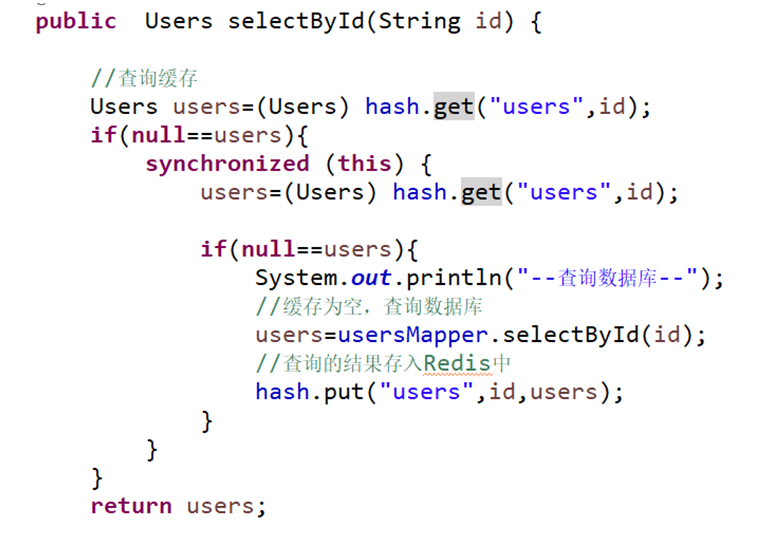 public  Users selectById(String id) {
//查询缓存
Users users=(Users) hash.get("users",id);
if(null==users){
synchronized (this) {
users=(Users) hash.get("users",id);
if(null==users){
System.out.println("--查询数据库--");
//缓存为空，查询数据库
users=usersMapper.selectById(id);
//查询的结果存入Redis中
hash.put("users",id,users);
}
}
}
return users;